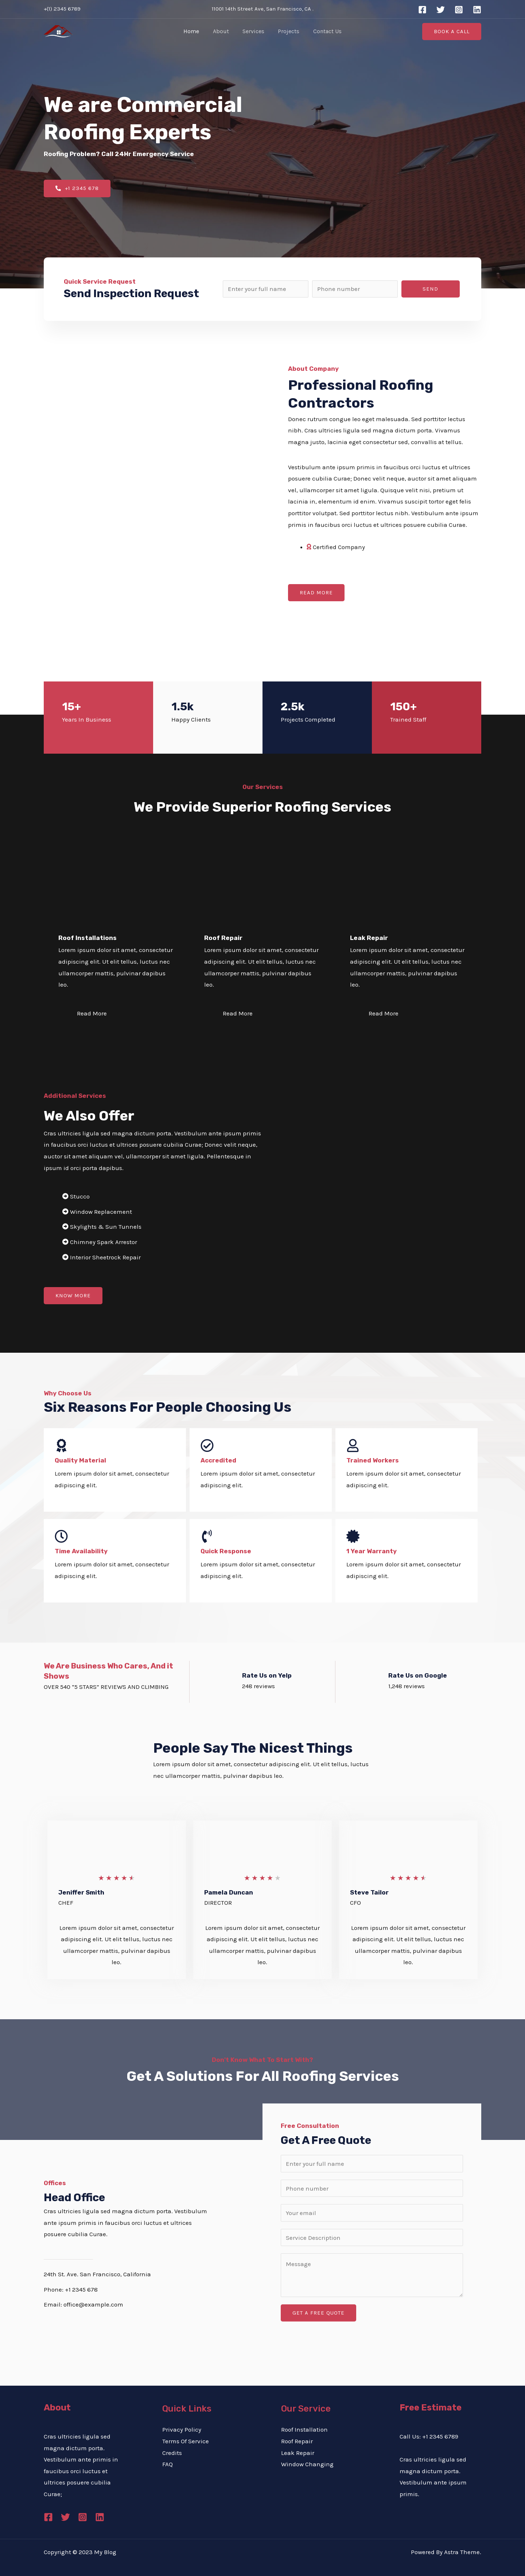 +(1) 2345 6789
11001 14th Street Ave, San Francisco, CA .
Home
About
Services
Projects
Contact Us
BOOK A CALL
We are Commercial
Roofing Experts
Roofing Problem? Call 24Hr Emergency Service
+1 2345 678
Quick Service Request
Send Inspection Request
Enter your full name
Phone number
SEND
About Company
Professional Roofing
Contractors
Donec rutrum congue leo eget malesuada. Sed porttitor lectus
nibh. Cras ultricies ligula sed magna dictum porta. Vivamus
magna justo, lacinia eget consectetur sed, convallis at tellus.
Vestibulum ante ipsum primis in faucibus orci luctus et ultrices
posuere cubilia Curae; Donec velit neque, auctor sit amet aliquam
vel, ullamcorper sit amet ligula. Quisque velit nisi, pretium ut
lacinia in, elementum id enim. Vivamus suscipit tortor eget felis
porttitor volutpat. Sed porttitor lectus nibh. Vestibulum ante ipsum
primis in faucibus orci luctus et ultrices posuere cubilia Curae.
Certified Company
READ MORE
15+
Years In Business
1.5k
Happy Clients
2.5k
Projects Completed
150+
Trained Staff
Our Services
We Provide Superior Roofing Services
Roof Installations
Lorem ipsum dolor sit amet, consectetur
adipiscing elit. Ut elit tellus, luctus nec
ullamcorper mattis, pulvinar dapibus
leo.
Read More
Roof Repair
Lorem ipsum dolor sit amet, consectetur
adipiscing elit. Ut elit tellus, luctus nec
ullamcorper mattis, pulvinar dapibus
leo.
Read More
Leak Repair
Lorem ipsum dolor sit amet, consectetur
adipiscing elit. Ut elit tellus, luctus nec
ullamcorper mattis, pulvinar dapibus
leo.
Read More
Additional Services
We Also Offer
Cras ultricies ligula sed magna dictum porta. Vestibulum ante ipsum primis
in faucibus orci luctus et ultrices posuere cubilia Curae; Donec velit neque,
auctor sit amet aliquam vel, ullamcorper sit amet ligula. Pellentesque in
ipsum id orci porta dapibus.
Stucco
Window Replacement
Skylights & Sun Tunnels
Chimney Spark Arrestor
Interior Sheetrock Repair
KNOW MORE
Why Choose Us
Six Reasons For People Choosing Us
Quality Material
Lorem ipsum dolor sit amet, consectetur
adipiscing elit.
Accredited
Lorem ipsum dolor sit amet, consectetur
adipiscing elit.
Trained Workers
Lorem ipsum dolor sit amet, consectetur
adipiscing elit.
Time Availability
Lorem ipsum dolor sit amet, consectetur
adipiscing elit.
Quick Response
Lorem ipsum dolor sit amet, consectetur
adipiscing elit.
1 Year Warranty
Lorem ipsum dolor sit amet, consectetur
adipiscing elit.
We Are Business Who Cares, And it
Shows
OVER 540 "5 STARS" REVIEWS AND CLIMBING
Rate Us on Yelp
248 reviews
Rate Us on Google
1,248 reviews
People Say The Nicest Things
Lorem ipsum dolor sit amet, consectetur adipiscing elit. Ut elit tellus, luctus
nec ullamcorper mattis, pulvinar dapibus leo.
Jeniffer Smith
CHEF
Lorem ipsum dolor sit amet, consectetur
adipiscing elit. Ut elit tellus, luctus nec
ullamcorper mattis, pulvinar dapibus
leo.
Pamela Duncan
DIRECTOR
Lorem ipsum dolor sit amet, consectetur
adipiscing elit. Ut elit tellus, luctus nec
ullamcorper mattis, pulvinar dapibus
leo.
Steve Tailor
CFO
Lorem ipsum dolor sit amet, consectetur
adipiscing elit. Ut elit tellus, luctus nec
ullamcorper mattis, pulvinar dapibus
leo.
Don't Know What To Start With?
Get A Solutions For All Roofing Services
Free Consultation
Get A Free Quote
Enter your full name
Phone number
Your email
Service Description
Message
GET A FREE QUOTE
Offices
Head Office
Cras ultricies ligula sed magna dictum porta. Vestibulum
ante ipsum primis in faucibus orci luctus et ultrices
posuere cubilia Curae.
24th St. Ave. San Francisco, California
Phone: +1 2345 678
Email: office@example.com
About
Cras ultricies ligula sed
magna dictum porta.
Vestibulum ante primis in
faucibus orci luctus et
ultrices posuere cubilia
Curae;
Quick Links
Privacy Policy
Terms Of Service
Credits
FAQ
Our Service
Roof Installation
Roof Repair
Leak Repair
Window Changing
Free Estimate
Call Us: +1 2345 6789
Cras ultricies ligula sed
magna dictum porta.
Vestibulum ante ipsum
primis.
Copyright © 2023 My Blog
Powered By Astra Theme.